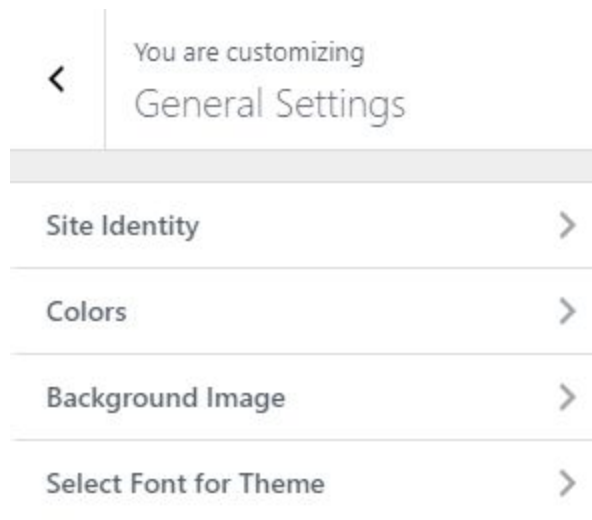 You are customizing
General Settings
Site Identity
Colors
Background Image
Select Font for Theme